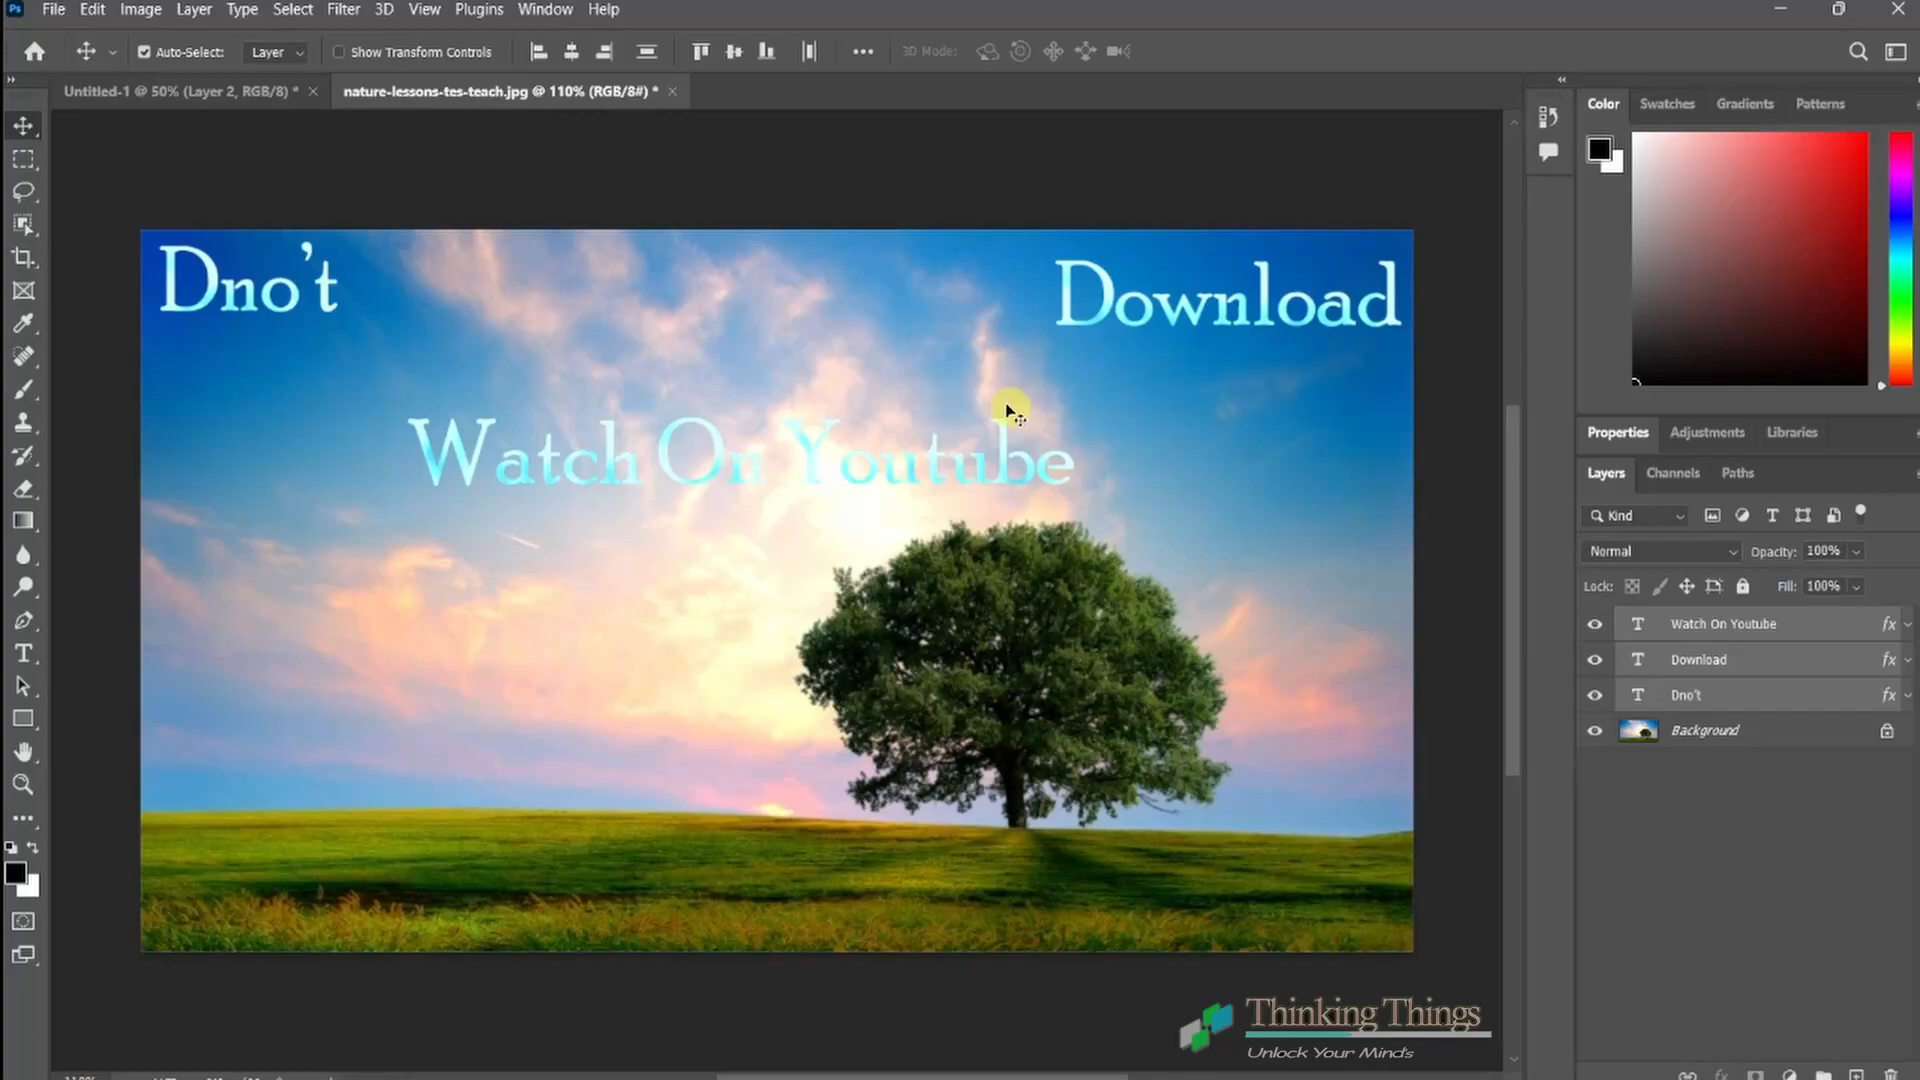 Ps File Edit Image Layer Type Select Filter 3D View Plugins Window Help
Auto-Select: Layer Show Transform Controls 3D Mode:
Untitled-1 @ 50% (Layer 2, RGB/8) * × nature-lessons-tes-teach.jpg @ 110% (RGB/8#) * ×
Color Swatches Gradients Patterns
Dno't
Download
Watch On Youtube
Properties Adjustments Libraries
Layers Channels Paths
Kind
Normal Opacity: 100%
Lock: Fill: 100%
T Watch On Youtube fx
T Download fx
T Dno't fx
Background
Thinking Things
Unlock Your Minds